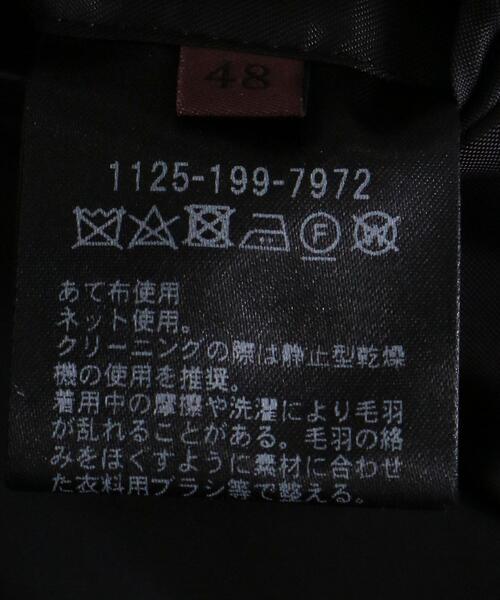 48
1125-199-7972
F
W
あて布使用
ネット使用。
クリーニングの際は静止型乾燥
機の使用を推奨。
着用中の摩擦や洗濯により毛羽
が乱れることがある。毛羽の絡
みをほぐすように素材に合わせ
た衣料用ブラシ等で整える。